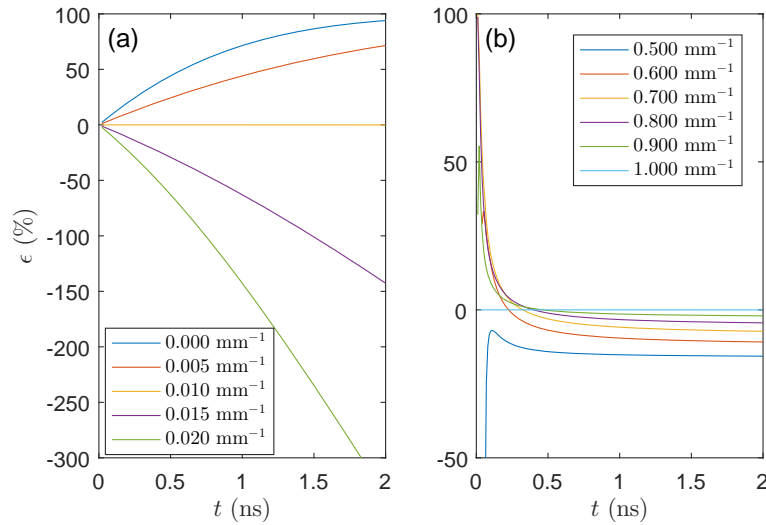 (a)
100
50
0
-50
-100
-150
-200
-250
-300
ϵ (%)
0.000 mm⁻¹
0.005 mm⁻¹
0.010 mm⁻¹
0.015 mm⁻¹
0.020 mm⁻¹
0 0.5 1 1.5 2
t (ns)
(b)
100
50
0
-50
0.500 mm⁻¹
0.600 mm⁻¹
0.700 mm⁻¹
0.800 mm⁻¹
0.900 mm⁻¹
1.000 mm⁻¹
0 0.5 1 1.5 2
t (ns)